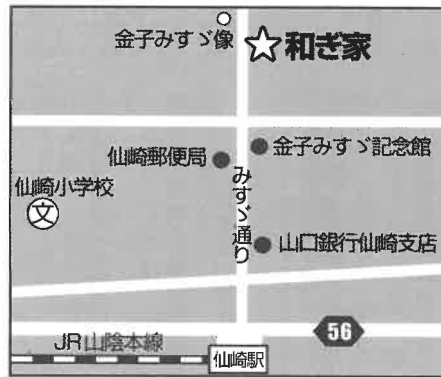 金子みすゞ像
和ぎ家
仙崎郵便局
金子みすゞ記念館
仙崎小学校
文
みすゞ通り
山口銀行仙崎支店
56
JR山陰本線
仙崎駅